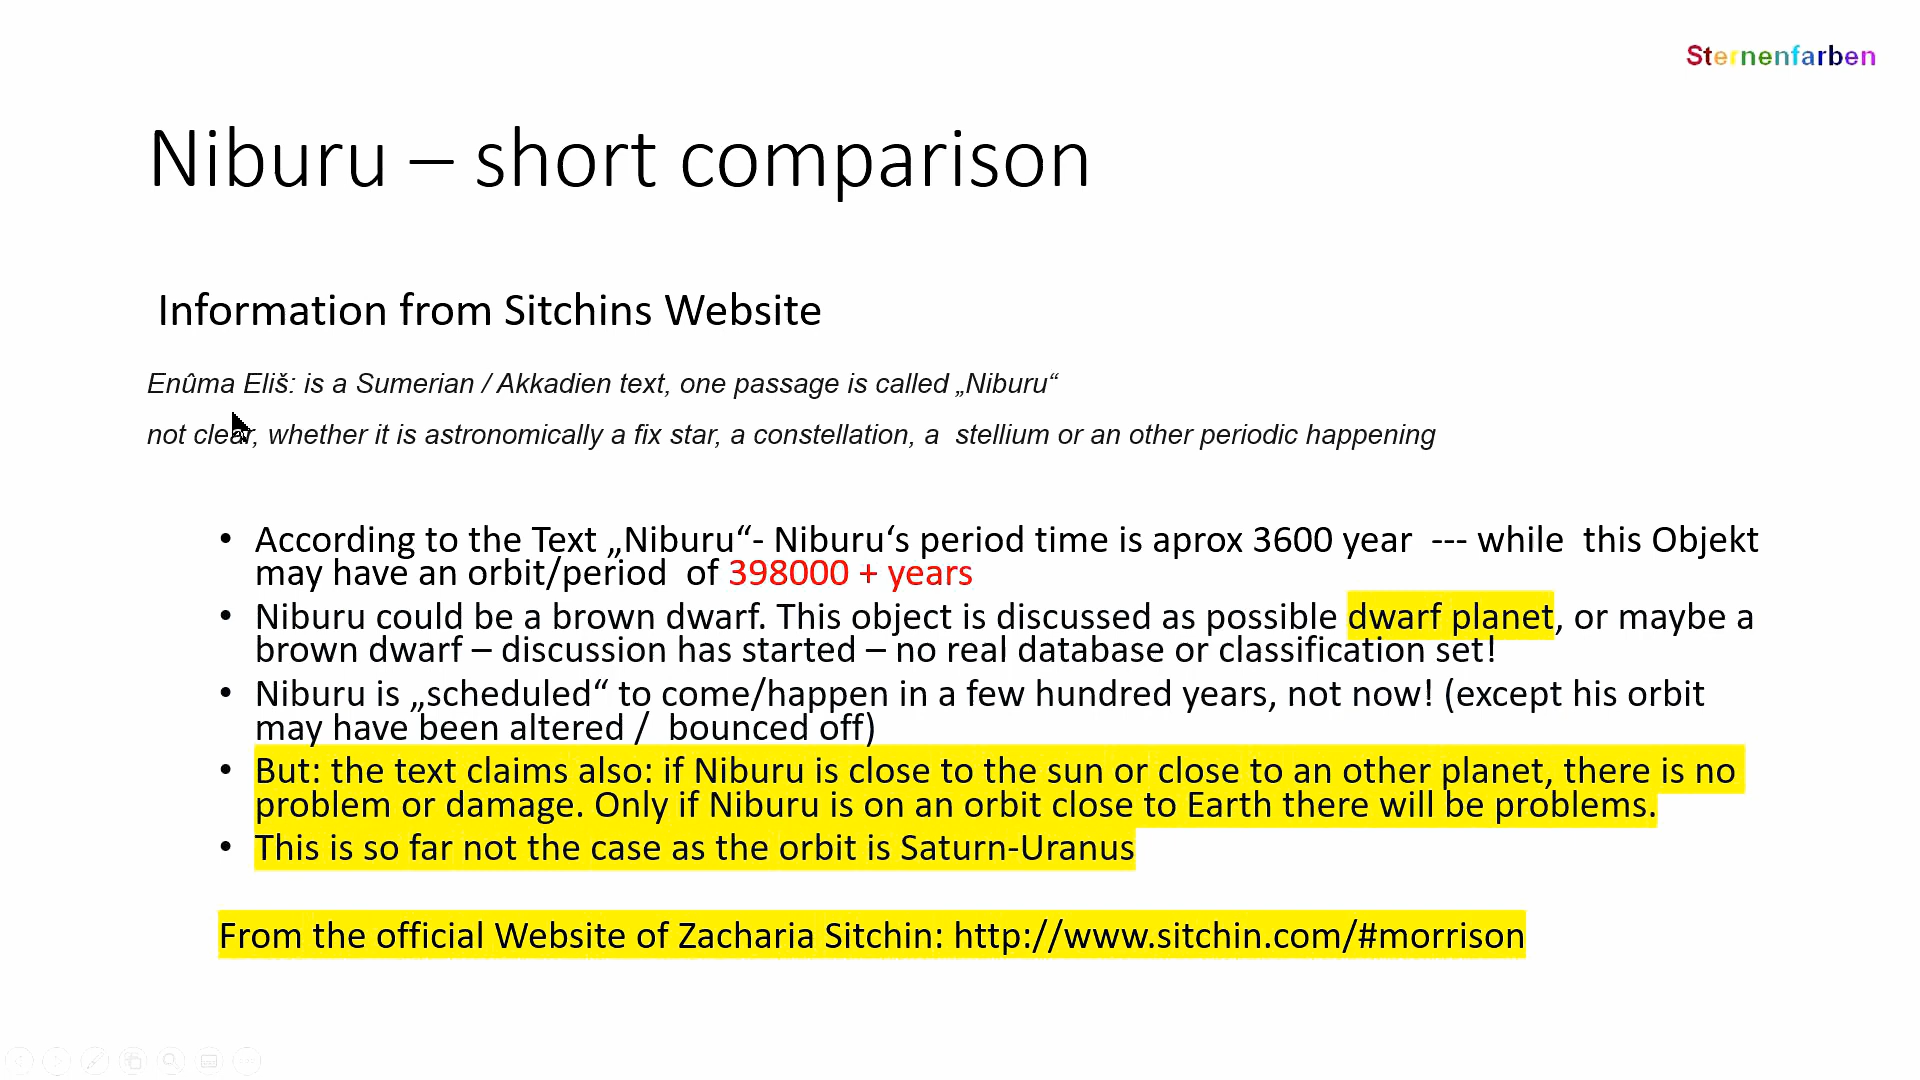 Sternenfarben
Niburu – short comparison
Information from Sitchins Website
Enûma Eliš: is a Sumerian / Akkadien text, one passage is called „Niburu“
not clear, whether it is astronomically a fix star, a constellation, a  stellium or an other periodic happening
• According to the Text „Niburu“- Niburu‘s period time is aprox 3600 year  --- while  this Objekt
may have an orbit/period  of 398000 + years
• Niburu could be a brown dwarf. This object is discussed as possible dwarf planet, or maybe a
brown dwarf – discussion has started – no real database or classification set!
• Niburu is „scheduled“ to come/happen in a few hundred years, not now! (except his orbit
may have been altered /  bounced off)
• But: the text claims also: if Niburu is close to the sun or close to an other planet, there is no
problem or damage. Only if Niburu is on an orbit close to Earth there will be problems.
• This is so far not the case as the orbit is Saturn-Uranus
From the official Website of Zacharia Sitchin: http://www.sitchin.com/#morrison